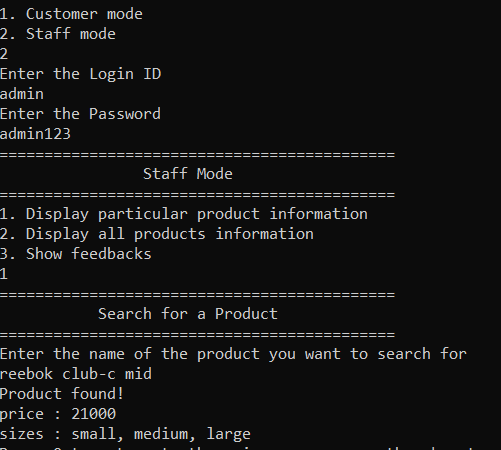 1. Customer mode
2. Staff mode
2
Enter the Login ID
admin
Enter the Password
admin123
============================================
Staff Mode
============================================
1. Display particular product information
2. Display all products information
3. Show feedbacks
1
============================================
Search for a Product
============================================
Enter the name of the product you want to search for
reebok club-c mid
Product found!
price : 21000
sizes : small, medium, large